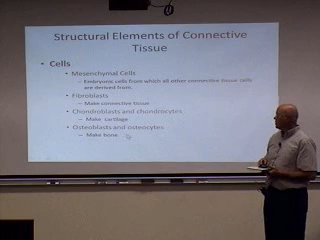 Structural Elements of Connective
Tissue
• Cells
• Mesenchymal Cells
– Embryonic cells from which all other connective tissue cells
are derived from.
• Fibroblasts
– Make connective tissue
• Chondroblasts and chondrocytes
– Make cartilage
• Osteoblasts and osteocytes
– Make bone